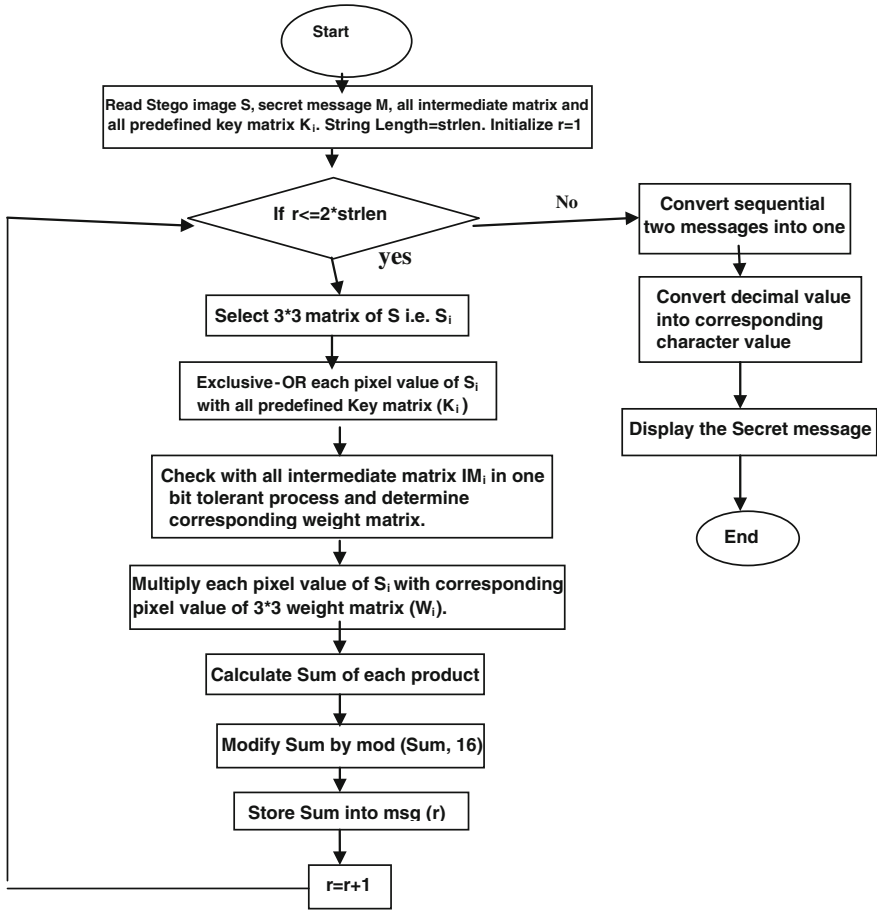 Start
Read Stego image S, secret message M, all intermediate matrix and
all predefined key matrix Ki. String Length=strlen. Initialize r=1
If r<=2*strlen
yes
Select 3*3 matrix of S i.e. Si
Exclusive-OR each pixel value of Si
with all predefined Key matrix (Ki)
Check with all intermediate matrix IMi in one
bit tolerant process and determine
corresponding weight matrix.
Multiply each pixel value of Si with corresponding
pixel value of 3*3 weight matrix (Wi).
Calculate Sum of each product
Modify Sum by mod (Sum, 16)
Store Sum into msg (r)
r=r+1
No
Convert sequential
two messages into one
Convert decimal value
into corresponding
character value
Display the Secret message
End